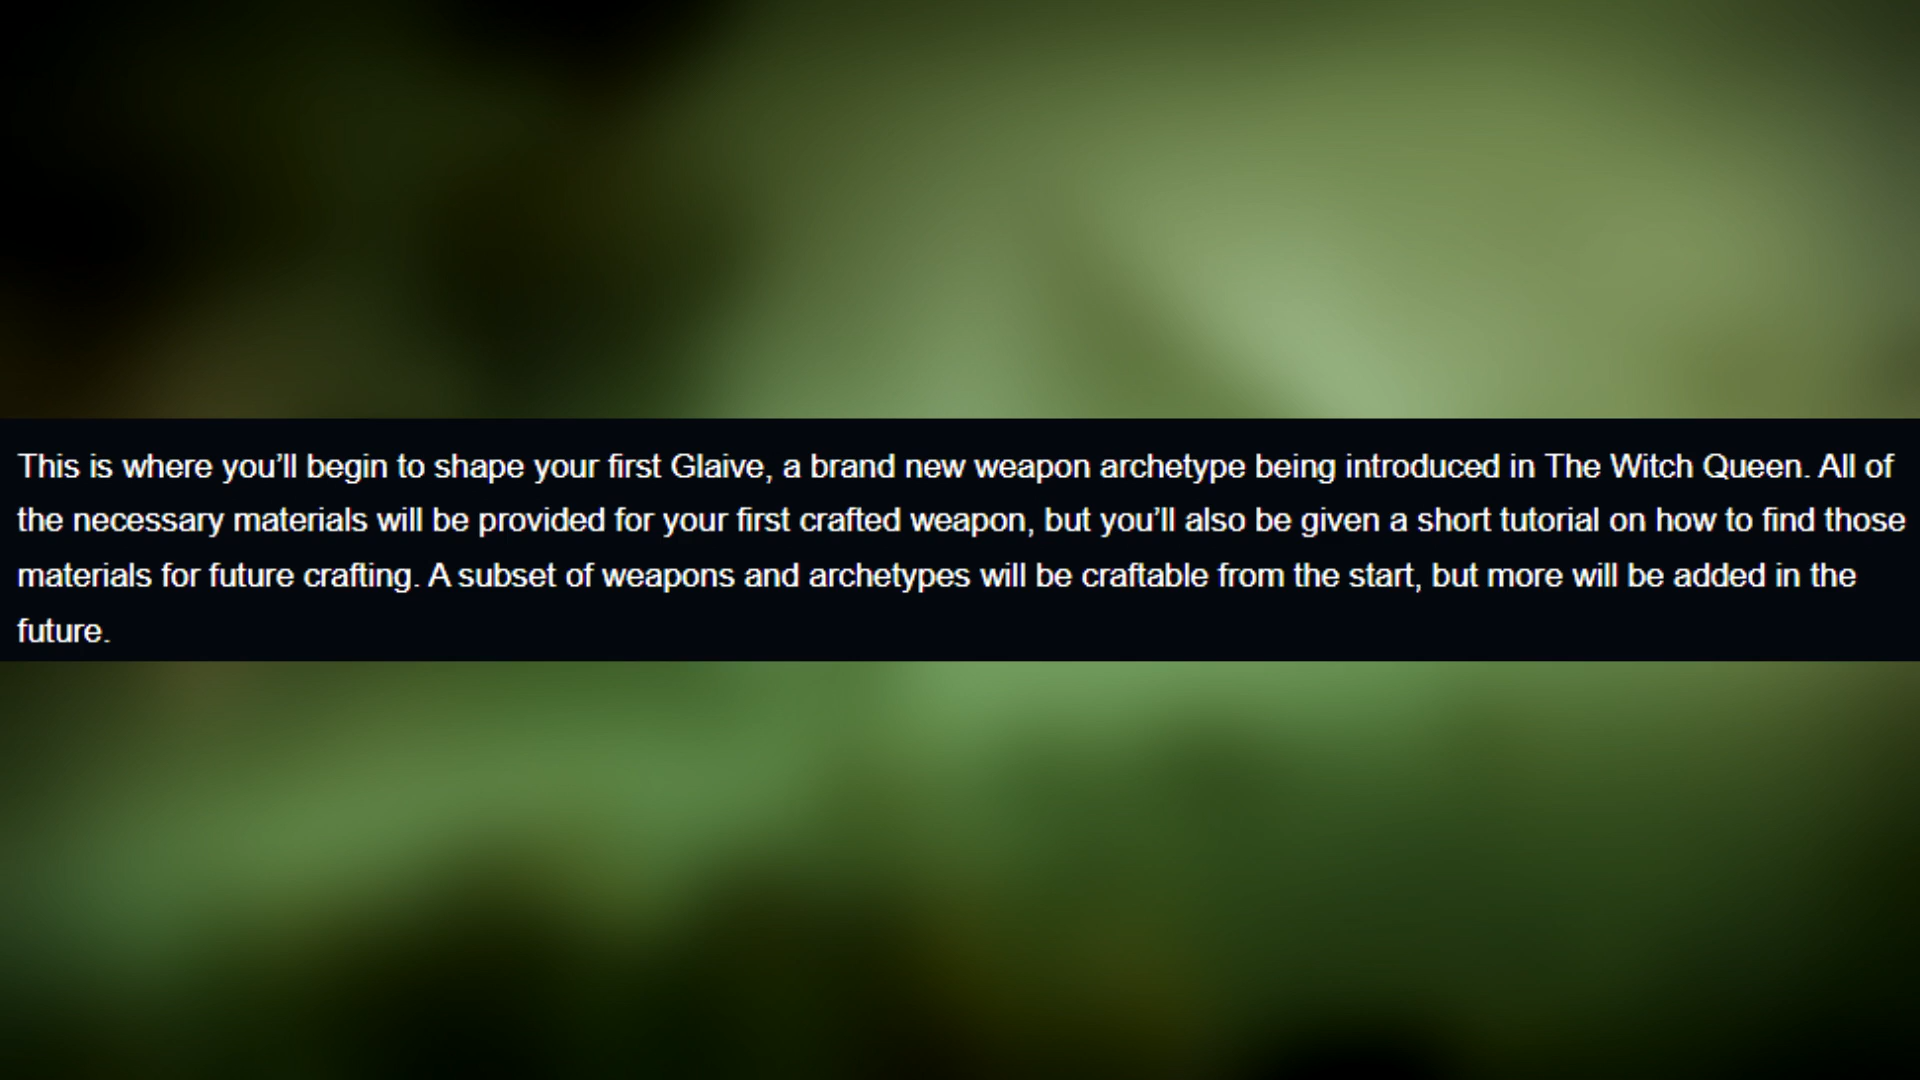 This is where you’ll begin to shape your first Glaive, a brand new weapon archetype being introduced in The Witch Queen. All of
the necessary materials will be provided for your first crafted weapon, but you’ll also be given a short tutorial on how to find those
materials for future crafting. A subset of weapons and archetypes will be craftable from the start, but more will be added in the
future.